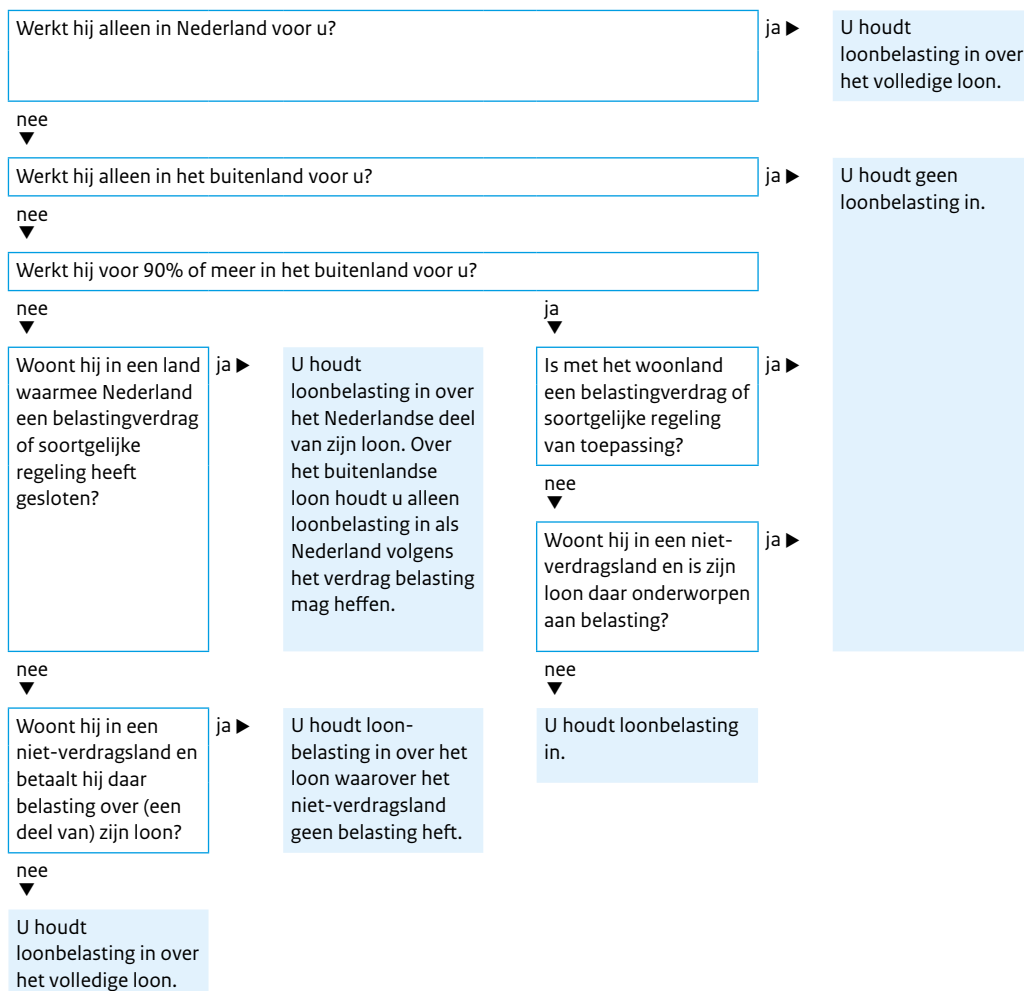 Werkt hij alleen in Nederland voor u?
ja ▶
U houdt
loonbelasting in over
het volledige loon.
nee
▼
Werkt hij alleen in het buitenland voor u?
ja ▶
U houdt geen
loonbelasting in.
nee
▼
Werkt hij voor 90% of meer in het buitenland voor u?
nee
▼
ja
▼
Woont hij in een land
waarmee Nederland
een belastingverdrag
of soortgelijke
regeling heeft
gesloten?
ja ▶
U houdt
loonbelasting in over
het Nederlandse deel
van zijn loon. Over
het buitenlandse
loon houdt u alleen
loonbelasting in als
Nederland volgens
het verdrag belasting
mag heffen.
Is met het woonland
een belastingverdrag of
soortgelijke regeling
van toepassing?
ja ▶
nee
▼
Woont hij in een niet-
verdragsland en is zijn
loon daar onderworpen
aan belasting?
ja ▶
nee
▼
nee
▼
Woont hij in een
niet-verdragsland en
betaalt hij daar
belasting over (een
deel van) zijn loon?
ja ▶
U houdt loon-
belasting in over het
loon waarover het
niet-verdragsland
geen belasting heft.
U houdt loonbelasting
in.
nee
▼
U houdt
loonbelasting in over
het volledige loon.